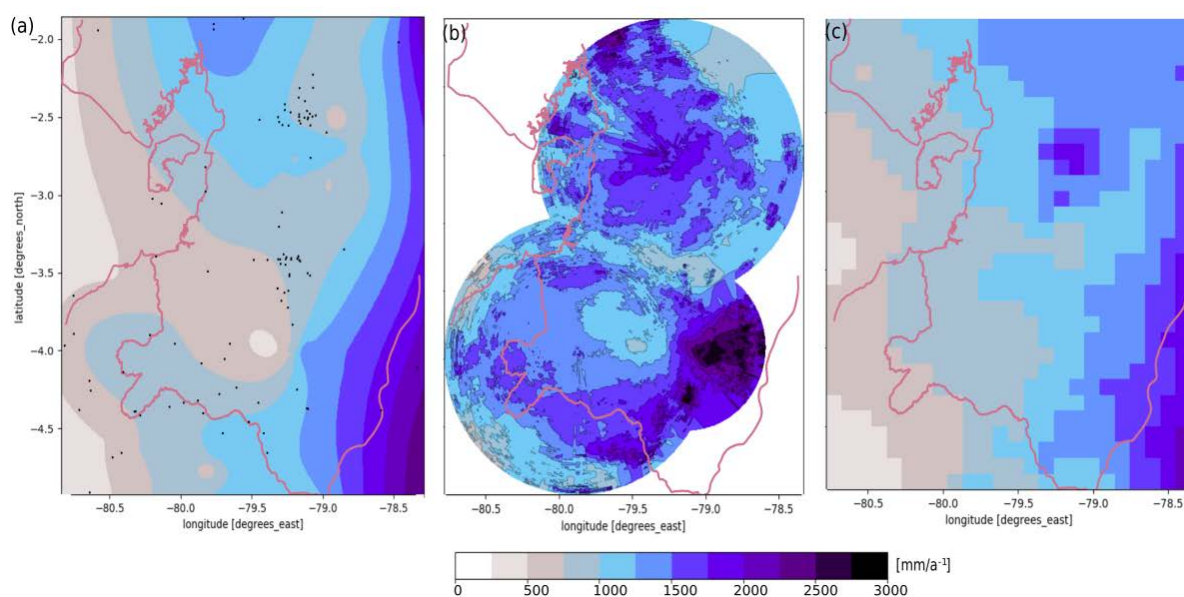 (a) (b) (c)
−2.0
−2.5
−3.0
−3.5
−4.0
−4.5
latitude [degrees_north]
−80.5 −80.0 −79.5 −79.0 −78.5
longitude [degrees_east]
−80.5 −80.0 −79.5 −79.0 −78.5
longitude [degrees_east]
−80.5 −80.0 −79.5 −79.0 −78.5
longitude [degrees_east]
0 500 1000 1500 2000 2500 3000
[mm/a⁻¹]